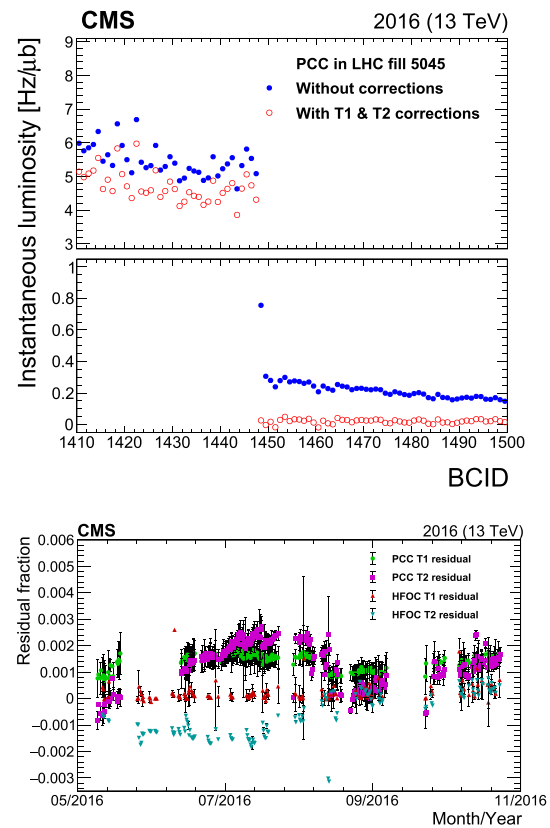 CMS 2016 (13 TeV)
Instantaneous luminosity [Hz/μb]
9
8
7
6
5
4
3
PCC in LHC fill 5045
Without corrections
With T1 & T2 corrections
1
0.8
0.6
0.4
0.2
0
1410 1420 1430 1440 1450 1460 1470 1480 1490 1500
BCID
CMS 2016 (13 TeV)
Residual fraction
0.006
0.005
0.004
0.003
0.002
0.001
0.000
−0.001
−0.002
−0.003
PCC T1 residual
PCC T2 residual
HFOC T1 residual
HFOC T2 residual
05/2016 07/2016 09/2016 11/2016
Month/Year